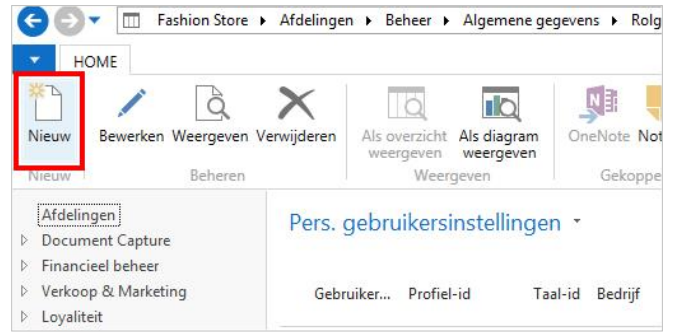 Fashion Store ▸ Afdelingen ▸ Beheer ▸ Algemene gegevens ▸ Rolg
HOME
Nieuw Bewerken Weergeven Verwijderen Als overzicht weergeven Als diagram weergeven OneNote Not
Nieuw Beheren Weergeven Gekoppe
Afdelingen
Document Capture
Financieel beheer
Verkoop & Marketing
Loyaliteit
Pers. gebruikersinstellingen
Gebruiker... Profiel-id Taal-id Bedrijf